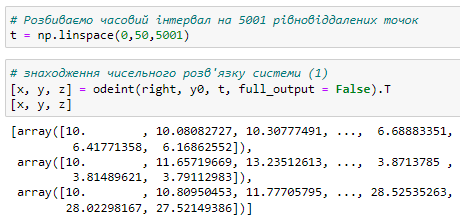 # Розбиваємо часовий інтервал на 5001 рівновіддалених точок
t = np.linspace(0,50,5001)
# знаходження чисельного розв'язку системи (1)
[x, y, z] = odeint(right, y0, t, full_output = False).T
[x, y, z]
[array([10.        , 10.08082727, 10.30777491, ...,  6.68883351,
         6.41771358,  6.16862552]),
 array([10.        , 11.65719669, 13.23512613, ...,  3.8713785 ,
         3.81489621,  3.79112983]),
 array([10.        , 10.80950453, 11.77705795, ..., 28.52535263,
        28.02298167, 27.52149386])]